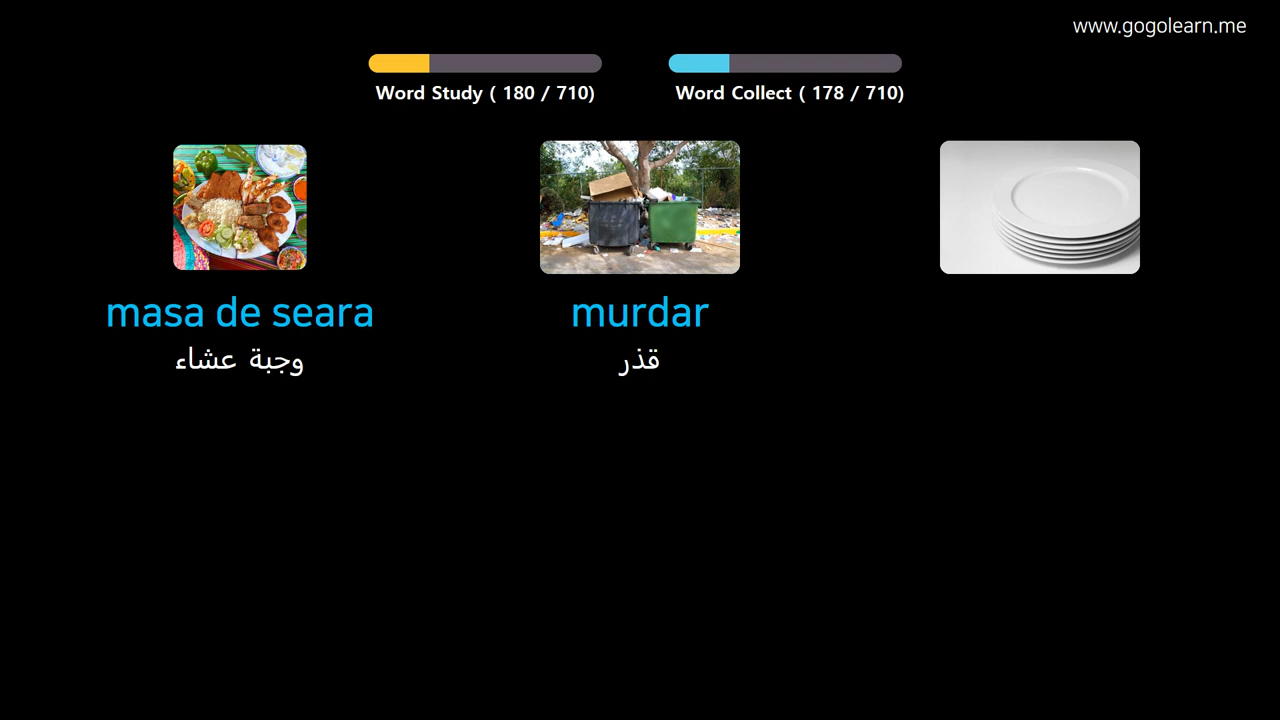 www.gogolearn.me
Word Study ( 180 / 710)
Word Collect ( 178 / 710)
masa de seara
وجبة عشاء
murdar
قذر